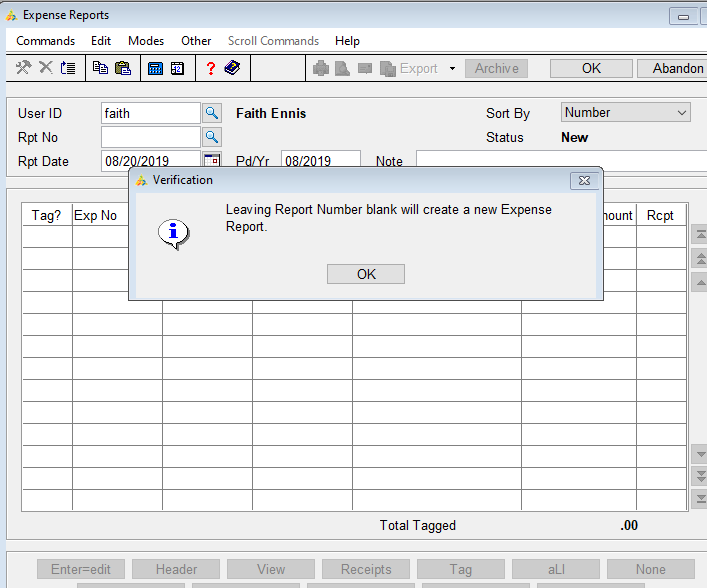 Expense Reports
Commands Edit Modes Other Scroll Commands Help
Export Archive OK Abandon
User ID faith Faith Ennis Sort By Number
Rpt No Status New
Rpt Date 08/20/2019 Pd/Yr 08/2019 Note
Verification
Leaving Report Number blank will create a new Expense
Report.
OK
Tag? Exp No ount Rcpt
Total Tagged .00
Enter=edit Header View Receipts Tag aLl None